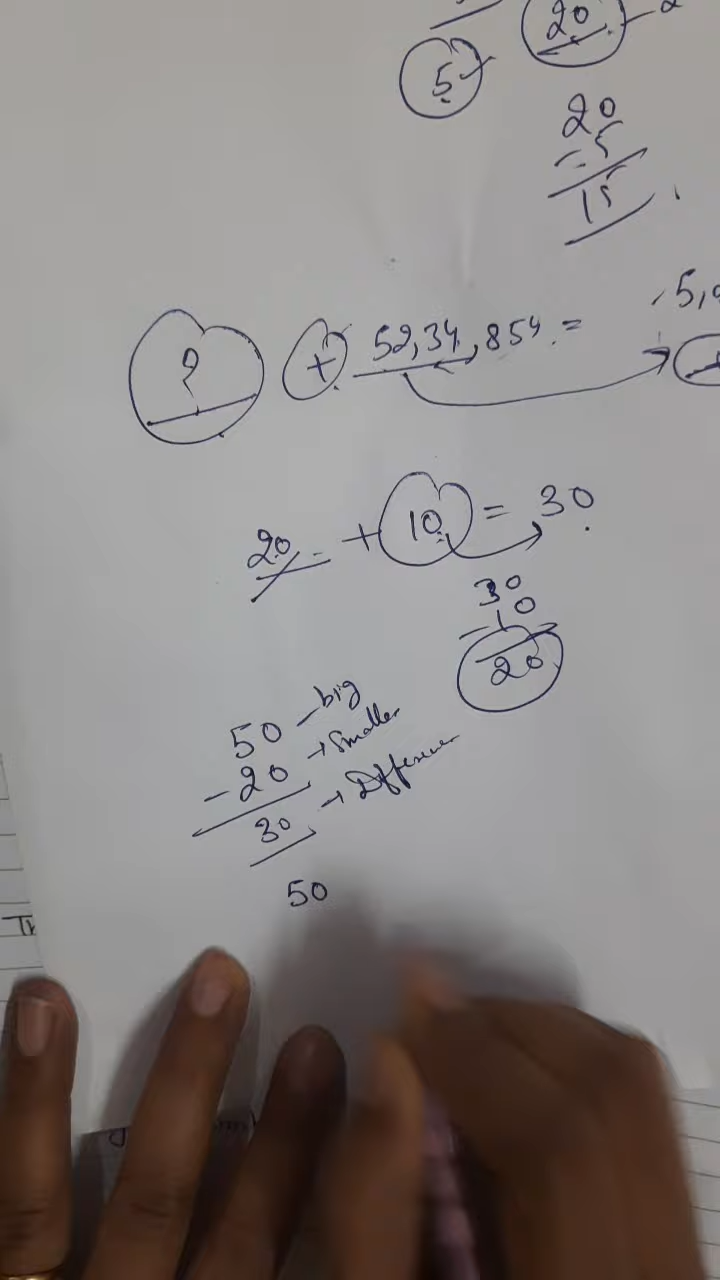 20
5
20
- 5
15
? + 52,34,854 =
20 + 10 = 30
30
- 10
20
50 - big
- 20 → Smaller
30 → Difference
50